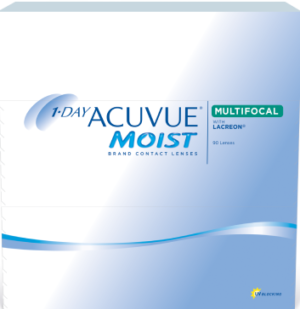 1·DAY ACUVUE®
MOIST
BRAND CONTACT LENSES
MULTIFOCAL
WITH
LACREON®
90 Lenses